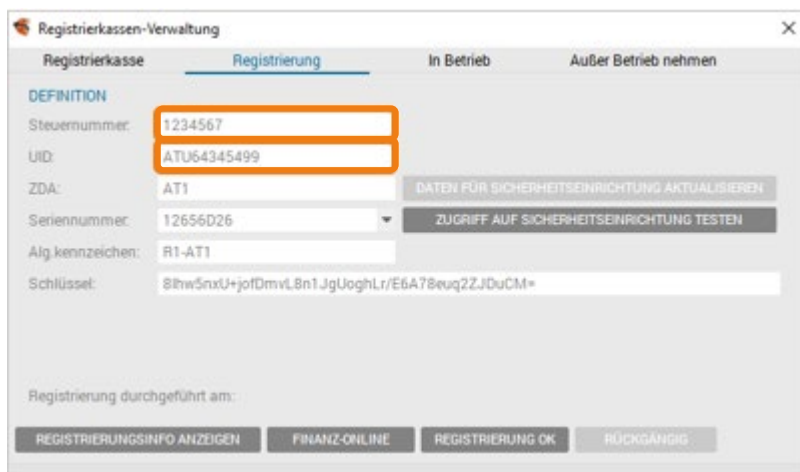 Registrierkassen-Verwaltung
Registrierkasse Registrierung In Betrieb Außer Betrieb nehmen
DEFINITION
Steuernummer: 1234567
UID: ATU64345499
ZDA: AT1 DATEN FÜR SICHERHEITSEINRICHTUNG AKTUALISIEREN
Seriennummer: 12656D26 ZUGRIFF AUF SICHERHEITSEINRICHTUNG TESTEN
Alg.kennzeichen: R1-AT1
Schlüssel: 8lhw5nxU+jofDmvL8n1JgUoghLr/E6A78euq2ZJDuCM=
Registrierung durchgeführt am:
REGISTRIERUNGSINFO ANZEIGEN FINANZ-ONLINE REGISTRIERUNG OK RÜCKGÄNGIG